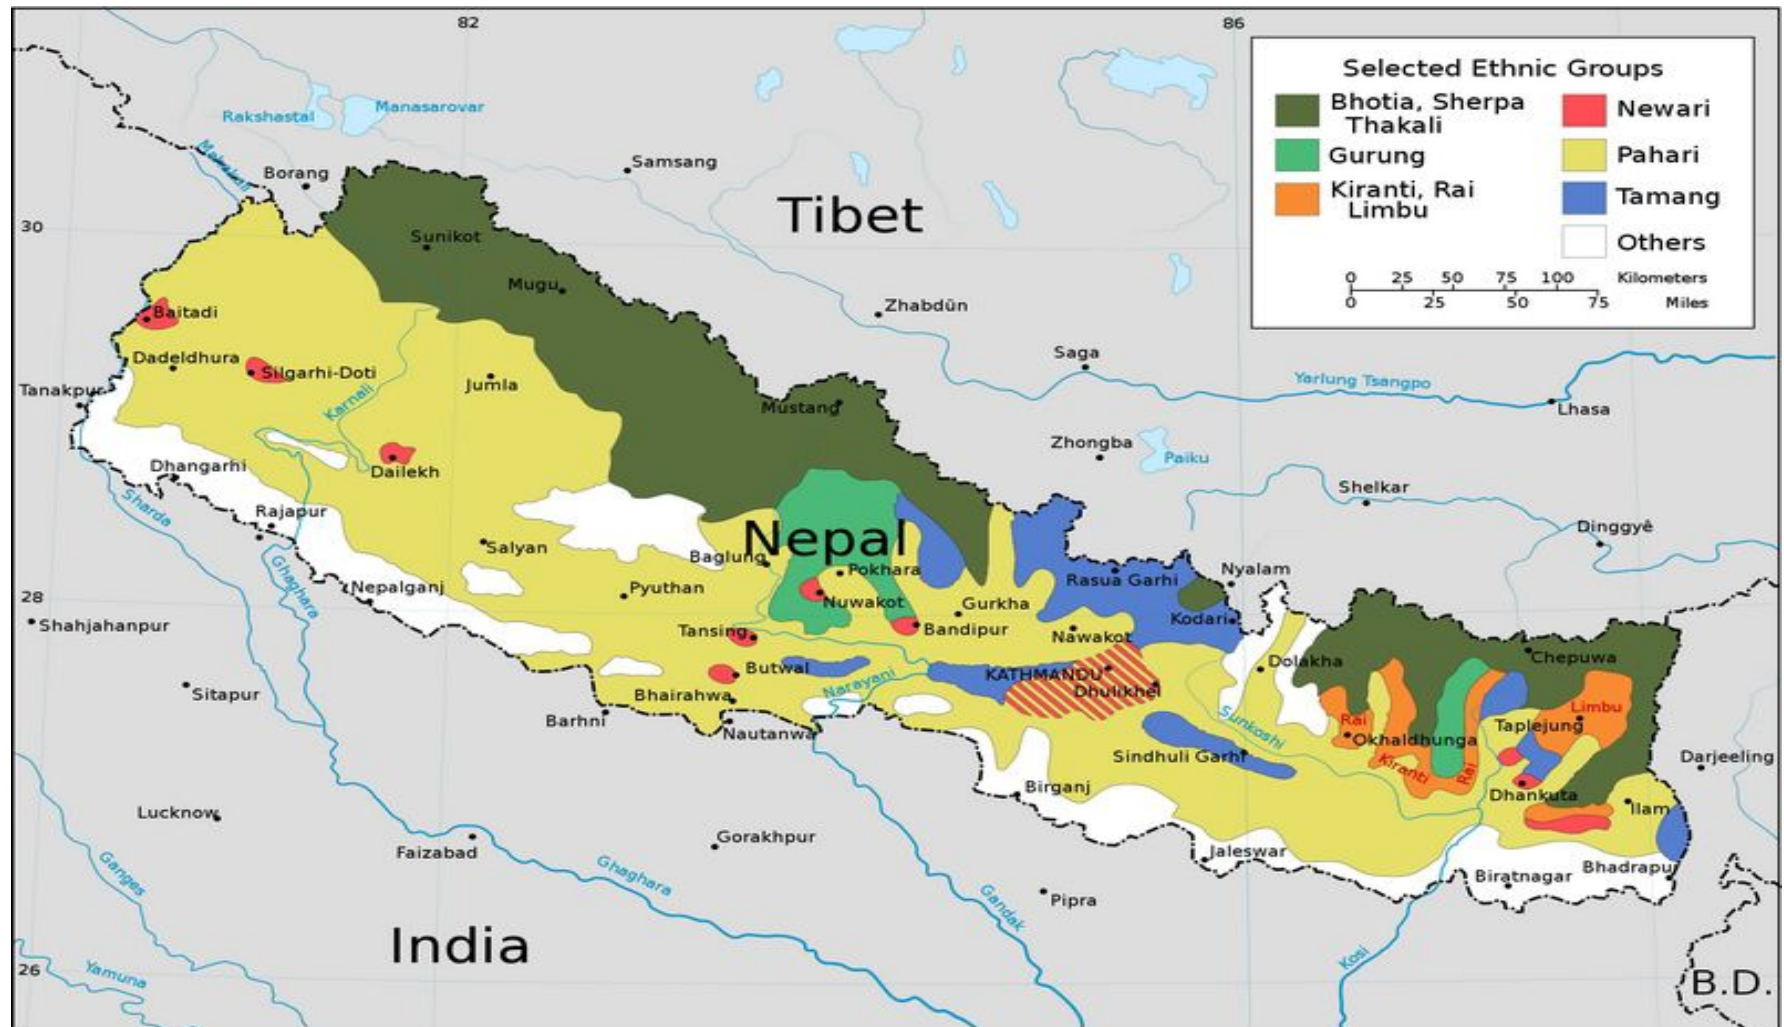 82
86
Selected Ethnic Groups
Bhotia, Sherpa
Thakali
Gurung
Kiranti, Rai
Limbu
Newari
Pahari
Tamang
Others
0 25 50 75 100 Kilometers
0 25 50 75 Miles
Rakshastal
Manasarovar
Mahakali
Borang
Samsang
Tibet
30
Sunikot
Mugu
Zhabdün
Baitadi
Dadeldhura
Silgarhi-Doti
Saga
Yarlung Tsangpo
Tanakpur
Karnali
Jumla
Mustang
Lhasa
Zhongba
Paiku
Dhangarhi
Dailekh
Shelkar
Sharda
Rajapur
Dinggyê
Nepal
Salyan
Baglung
Pokhara
Rasua Garhi
Nyalam
Ghaghara
Nepalganj
Pyuthan
Nuwakot
Gurkha
Kodari
28
Shahjahanpur
Tansing
Bandipur
Nawakot
Chepuwa
Dolakha
Butwal
KATHMANDU
Dhulikhel
Sitapur
Bhairahwa
Narayani
Barhni
Nautanwa
Sunkoshi
Rai
Limbu
Taplejung
Okhaldhunga
Sindhuli Garhi
Kiranti
Rai
Darjeeling
Birganj
Dhankuta
Ilam
Lucknow
Faizabad
Gorakhpur
Jaleswar
Biratnagar
Bhadrapur
Ganges
Ghaghara
Gandak
Pipra
India
Kosi
26
Yamuna
B.D.